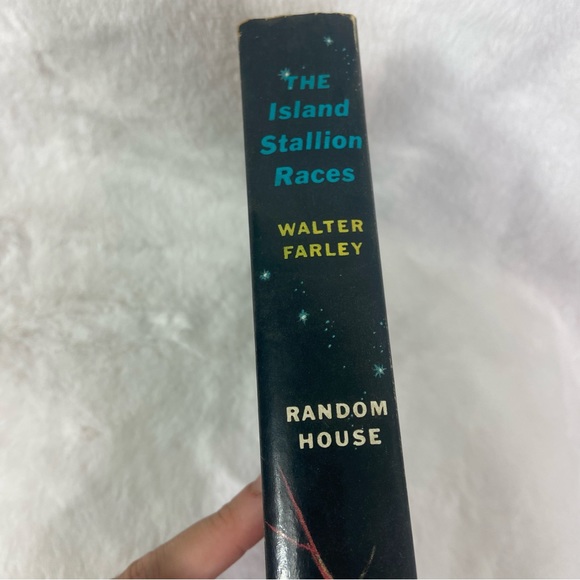 THE
Island
Stallion
Races
WALTER
FARLEY
RANDOM
HOUSE